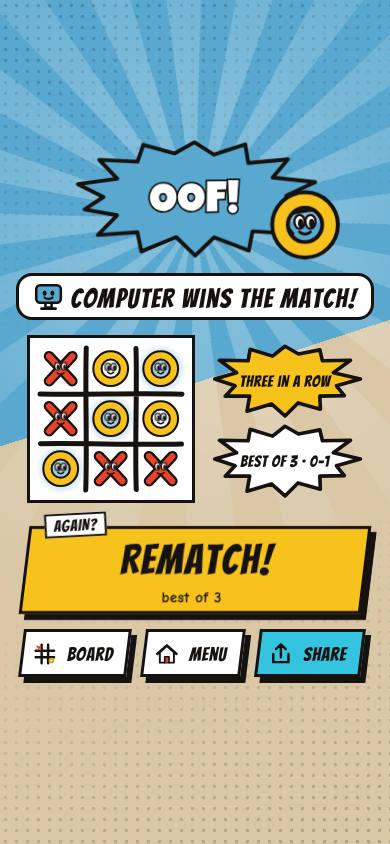 OOF!
COMPUTER WINS THE MATCH!
THREE IN A ROW
BEST OF 3 · 0-1
AGAIN?
REMATCH!
best of 3
BOARD
MENU
SHARE